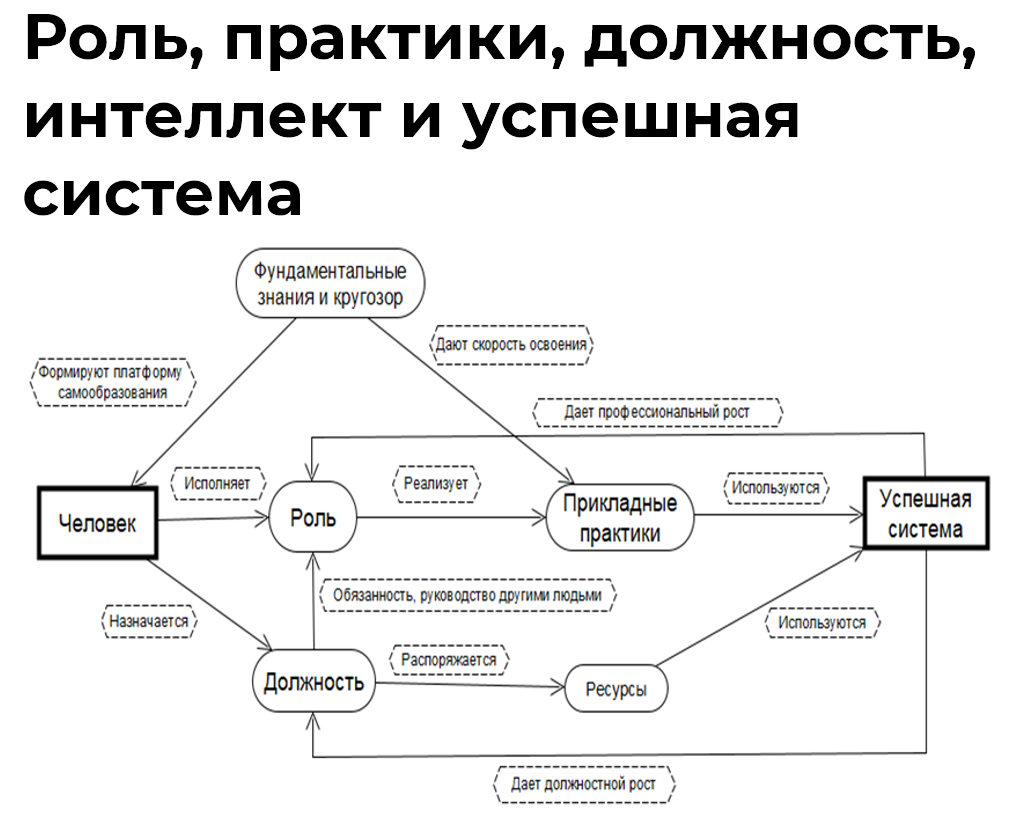 Роль, практики, должность,
интеллект и успешная
система
Фундаментальные
знания и кругозор
Дают скорость освоения
Формируют платформу
самообразования
Дает профессиональный рост
Исполняет
Реализует
Используются
Человек
Роль
Прикладные
практики
Успешная
система
Обязанность, руководство другими людьми
Назначается
Используются
Распоряжается
Должность
Ресурсы
Дает должностной рост